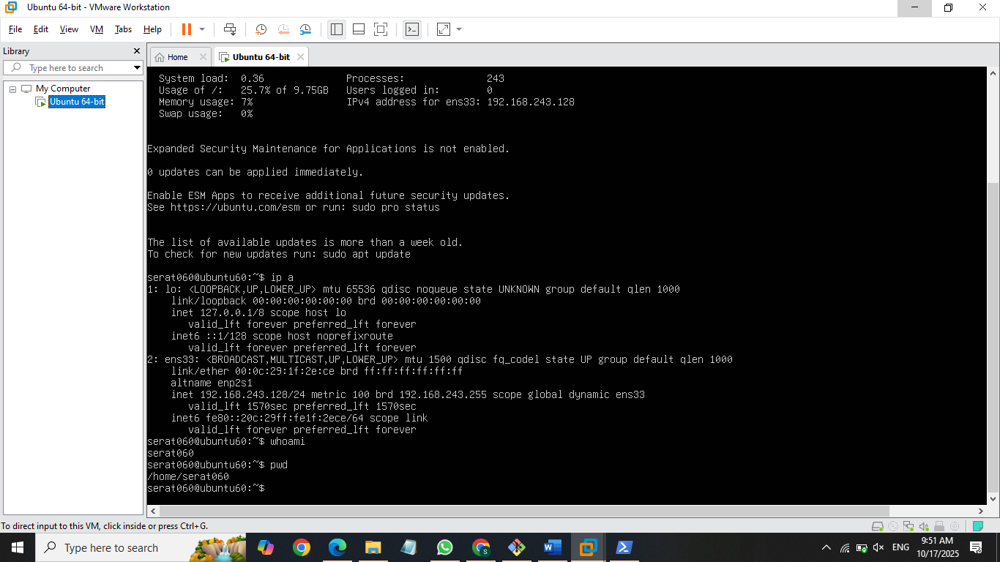 Ubuntu 64-bit - VMware Workstation
File Edit View VM Tabs Help
Library
Home
Ubuntu 64-bit
Type here to search
My Computer
Ubuntu 64-bit
System load: 0.36 Processes: 243
Usage of /: 25.7% of 9.75GB Users logged in: 0
Memory usage: 7% IPv4 address for ens33: 192.168.243.128
Swap usage: 0%
Expanded Security Maintenance for Applications is not enabled.
0 updates can be applied immediately.
Enable ESM Apps to receive additional future security updates.
See https://ubuntu.com/esm or run: sudo pro status
The list of available updates is more than a week old.
To check for new updates run: sudo apt update
serat060@ubuntu60:~$ ip a
1: lo: <LOOPBACK,UP,LOWER_UP> mtu 65536 qdisc noqueue state UNKNOWN group default qlen 1000
link/loopback 00:00:00:00:00:00 brd 00:00:00:00:00:00
inet 127.0.0.1/8 scope host lo
valid_lft forever preferred_lft forever
inet6 ::1/128 scope host noprefixroute
valid_lft forever preferred_lft forever
2: ens33: <BROADCAST,MULTICAST,UP,LOWER_UP> mtu 1500 qdisc fq_codel state UP group default qlen 1000
link/ether 00:0c:29:1f:2e:ce brd ff:ff:ff:ff:ff:ff
altname enp2s1
inet 192.168.243.128/24 metric 100 brd 192.168.243.255 scope global dynamic ens33
valid_lft 1570sec preferred_lft 1570sec
inet6 fe80::20c:29ff:fe1f:2ece/64 scope link
valid_lft forever preferred_lft forever
serat060@ubuntu60:~$ whoami
serat060
serat060@ubuntu60:~$ pwd
/home/serat060
serat060@ubuntu60:~$
To direct input to this VM, click inside or press Ctrl+G.
Type here to search
ENG
9:51 AM
10/17/2025